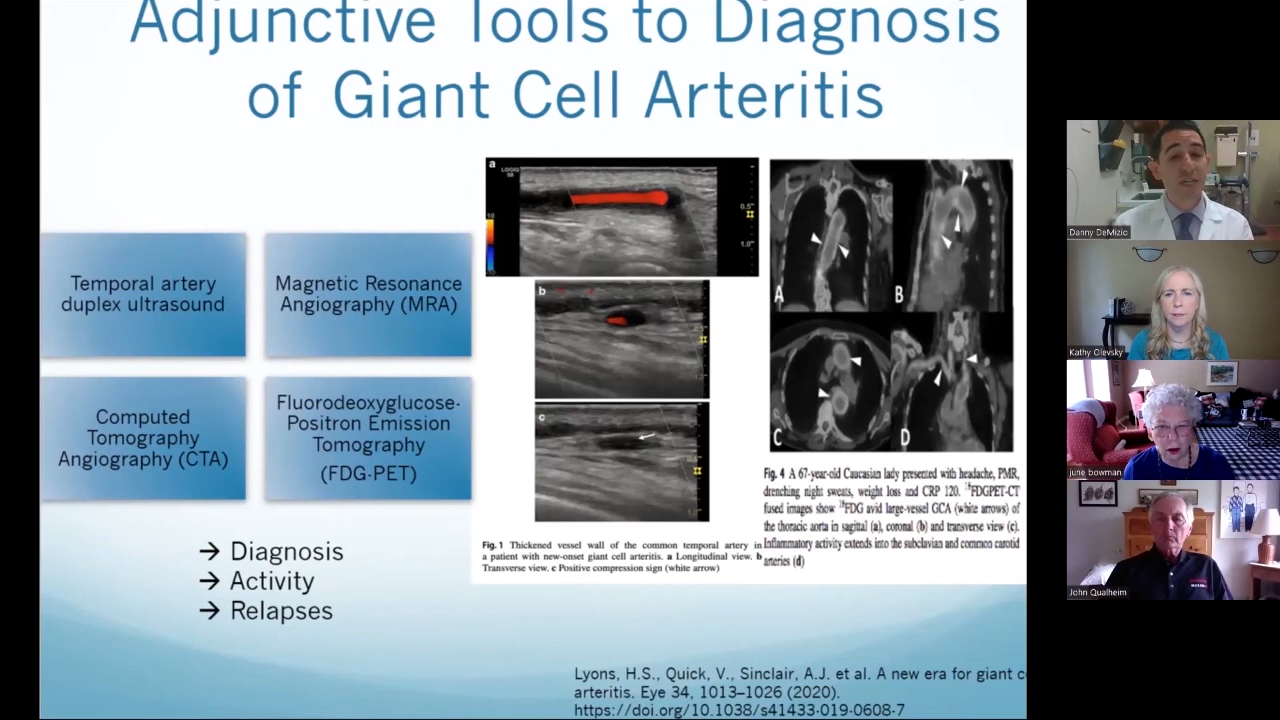 Adjunctive Tools to Diagnosis
of Giant Cell Arteritis
Temporal artery
duplex ultrasound
Magnetic Resonance
Angiography (MRA)
Computed
Tomography
Angiography (CTA)
Fluorodeoxyglucose-
Positron Emission
Tomography
(FDG-PET)
→ Diagnosis
→ Activity
→ Relapses
a
LOGIQ
10
0.5
1.0
b
c
A
B
C
D
Fig. 1 Thickened vessel wall of the common temporal artery in
a patient with new-onset giant cell arteritis. a Longitudinal view. b
Transverse view. c Positive compression sign (white arrow)
Fig. 4 A 67-year-old Caucasian lady presented with headache, PMR,
drenching night sweats, weight loss and CRP 120. ¹⁸FDGPET-CT
fused images show ¹⁸FDG avid large-vessel GCA (white arrows) of
the thoracic aorta in sagittal (a), coronal (b) and transverse view (c).
Inflammatory activity extends into the subclavian and common carotid
arteries (d)
Lyons, H.S., Quick, V., Sinclair, A.J. et al. A new era for giant c
arteritis. Eye 34, 1013–1026 (2020).
https://doi.org/10.1038/s41433-019-0608-7
Danny DeMizio
Kathy Olevsky
june bowman
John Qualheim